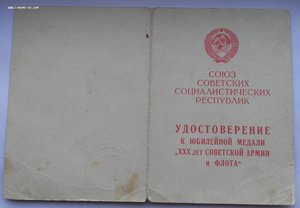 СОЮЗ
СОВЕТСКИХ
СОЦИАЛИСТИЧЕСКИХ
РЕСПУБЛИК
УДОСТОВЕРЕНИЕ
К ЮБИЛЕЙНОЙ МЕДАЛИ
„XXX ЛЕТ СОВЕТСКОЙ АРМИИ
И ФЛОТА“